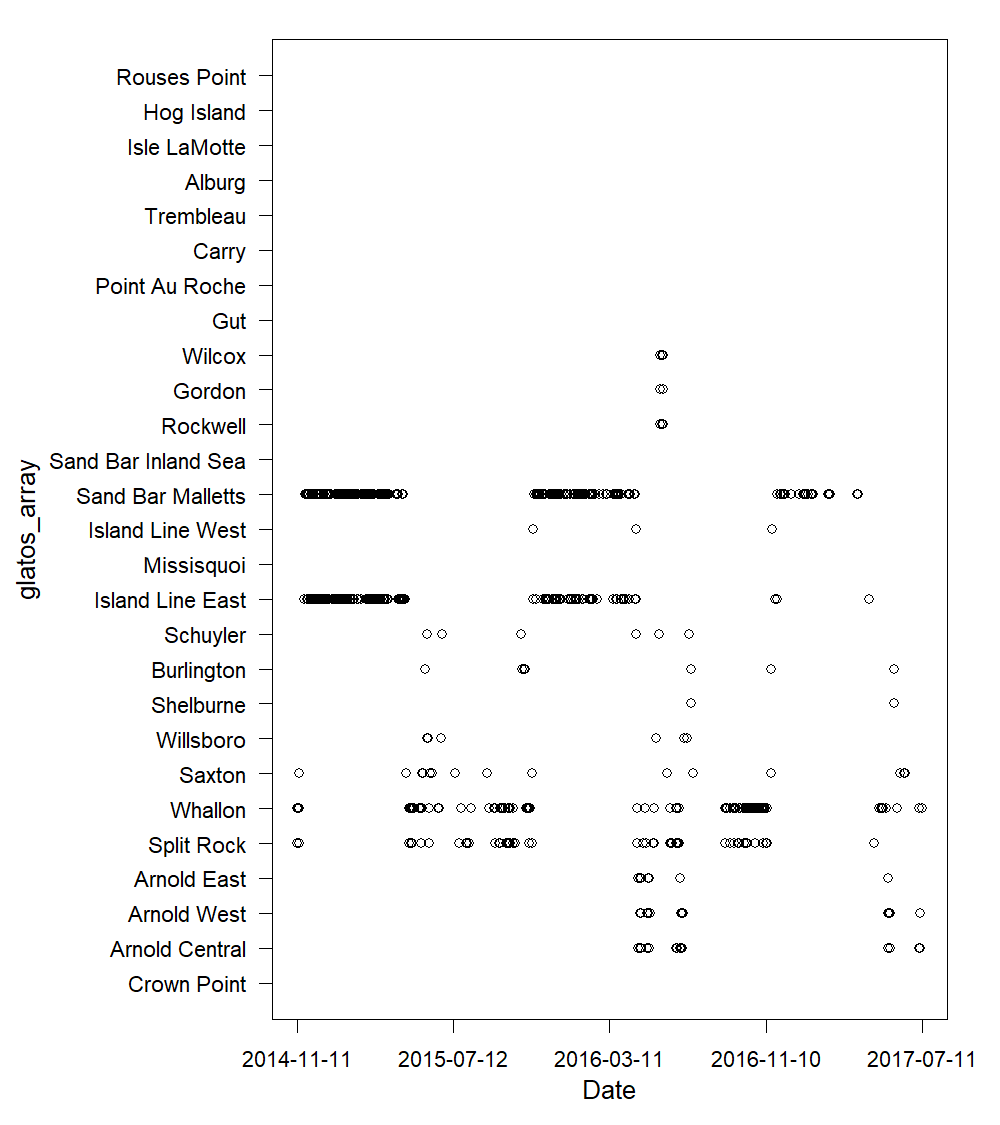 Rouses Point
Hog Island
Isle LaMotte
Alburg
Trembleau
Carry
Point Au Roche
Gut
Wilcox
Gordon
Rockwell
Sand Bar Inland Sea
Sand Bar Malletts
Island Line West
Missisquoi
Island Line East
Schuyler
Burlington
Shelburne
Willsboro
Saxton
Whallon
Split Rock
Arnold East
Arnold West
Arnold Central
Crown Point
glatos_array
2014-11-11 2015-07-12 2016-03-11 2016-11-10 2017-07-11
Date